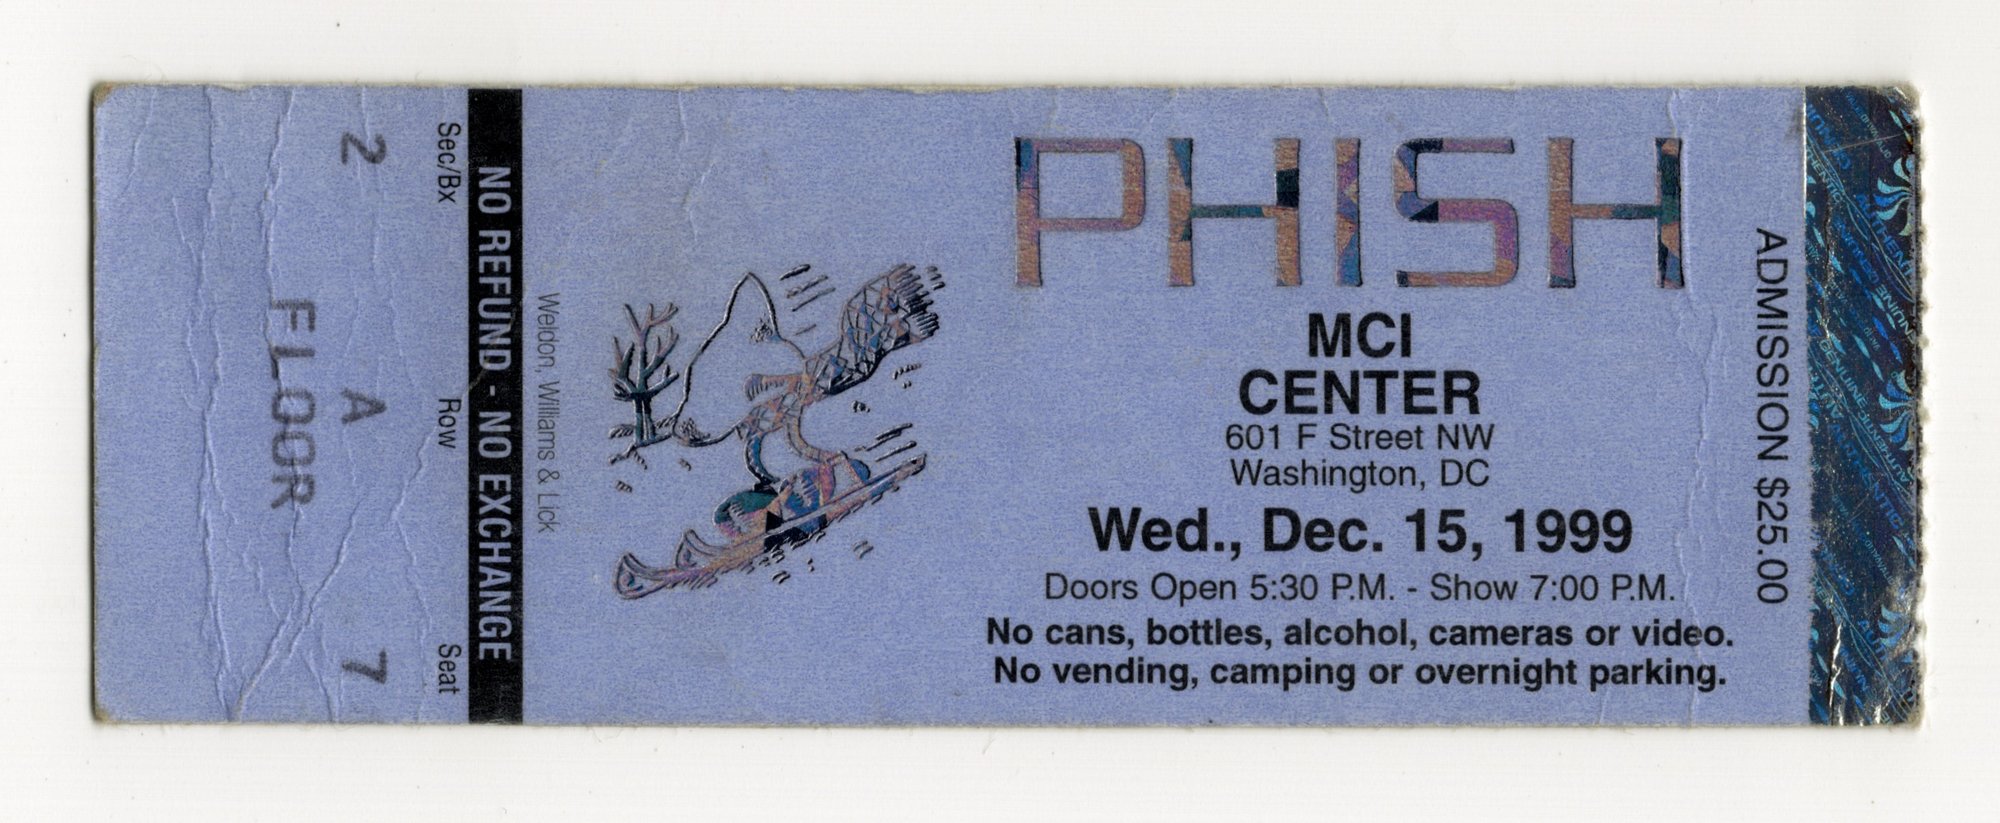 PHISH
MCI
CENTER
601 F Street NW
Washington, DC
Wed., Dec. 15, 1999
Doors Open 5:30 P.M. - Show 7:00 P.M.
No cans, bottles, alcohol, cameras or video.
No vending, camping or overnight parking.
ADMISSION $25.00
Weldon, Williams & Lick
NO REFUND - NO EXCHANGE
Sec/Bx Row Seat
2 A 7
FLOOR